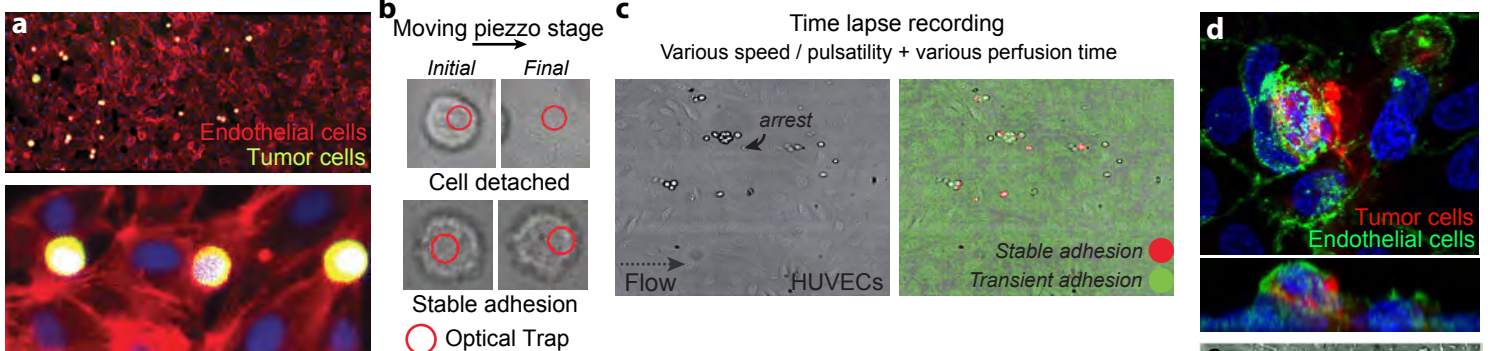 a
Endothelial cells
Tumor cells
b
Moving piezzo stage
Initial Final
Cell detached
Stable adhesion
Optical Trap
c
Time lapse recording
Various speed / pulsatility + various perfusion time
arrest
Flow
HUVECs
Stable adhesion
Transient adhesion
d
Tumor cells
Endothelial cells